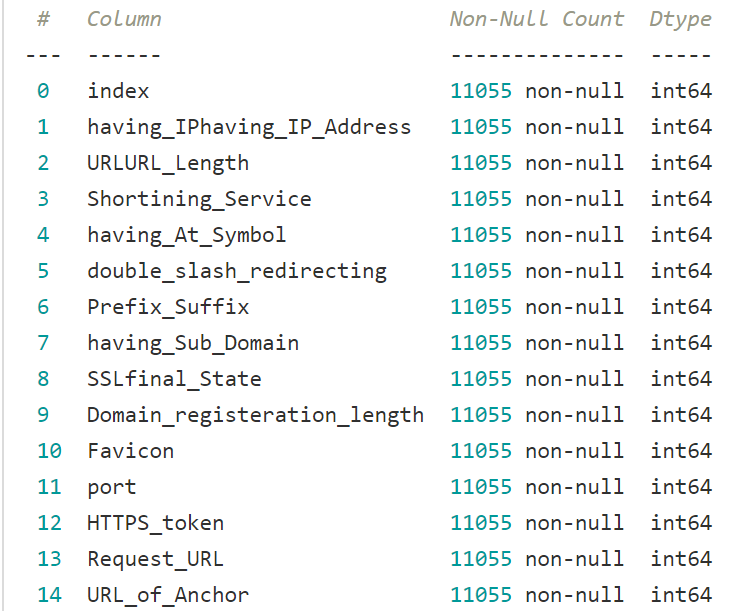 # Column Non-Null Count Dtype
--- ------ -------------- -----
0 index 11055 non-null int64
1 having_IPhaving_IP_Address 11055 non-null int64
2 URLURL_Length 11055 non-null int64
3 Shortining_Service 11055 non-null int64
4 having_At_Symbol 11055 non-null int64
5 double_slash_redirecting 11055 non-null int64
6 Prefix_Suffix 11055 non-null int64
7 having_Sub_Domain 11055 non-null int64
8 SSLfinal_State 11055 non-null int64
9 Domain_registeration_length 11055 non-null int64
10 Favicon 11055 non-null int64
11 port 11055 non-null int64
12 HTTPS_token 11055 non-null int64
13 Request_URL 11055 non-null int64
14 URL_of_Anchor 11055 non-null int64